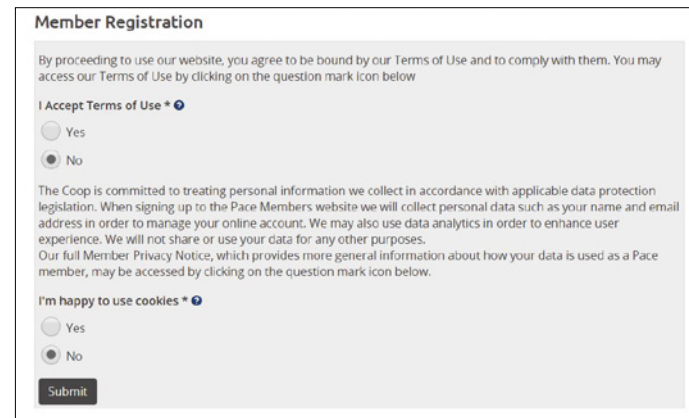 Member Registration
By proceeding to use our website, you agree to be bound by our Terms of Use and to comply with them. You may
access our Terms of Use by clicking on the question mark icon below
I Accept Terms of Use * ?
Yes
No
The Coop is committed to treating personal information we collect in accordance with applicable data protection
legislation. When signing up to the Pace Members website we will collect personal data such as your name and email
address in order to manage your online account. We may also use data analytics in order to enhance user
experience. We will not share or use your data for any other purposes.
Our full Member Privacy Notice, which provides more general information about how your data is used as a Pace
member, may be accessed by clicking on the question mark icon below.
I'm happy to use cookies * ?
Yes
No
Submit